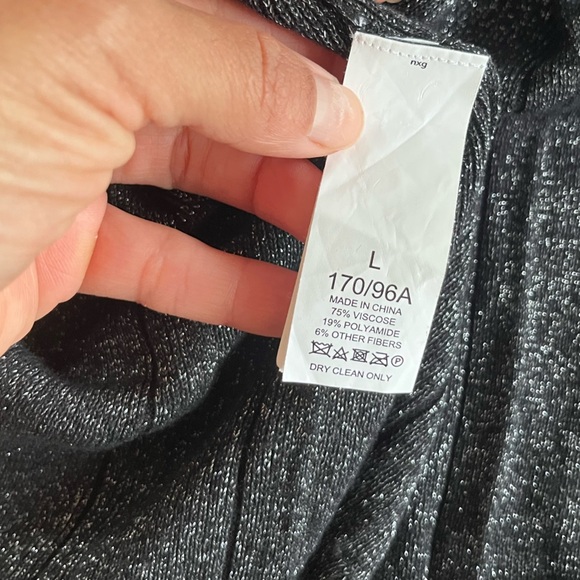 nxg
L
170/96A
MADE IN CHINA
75% VISCOSE
19% POLYAMIDE
6% OTHER FIBERS
P
DRY CLEAN ONLY